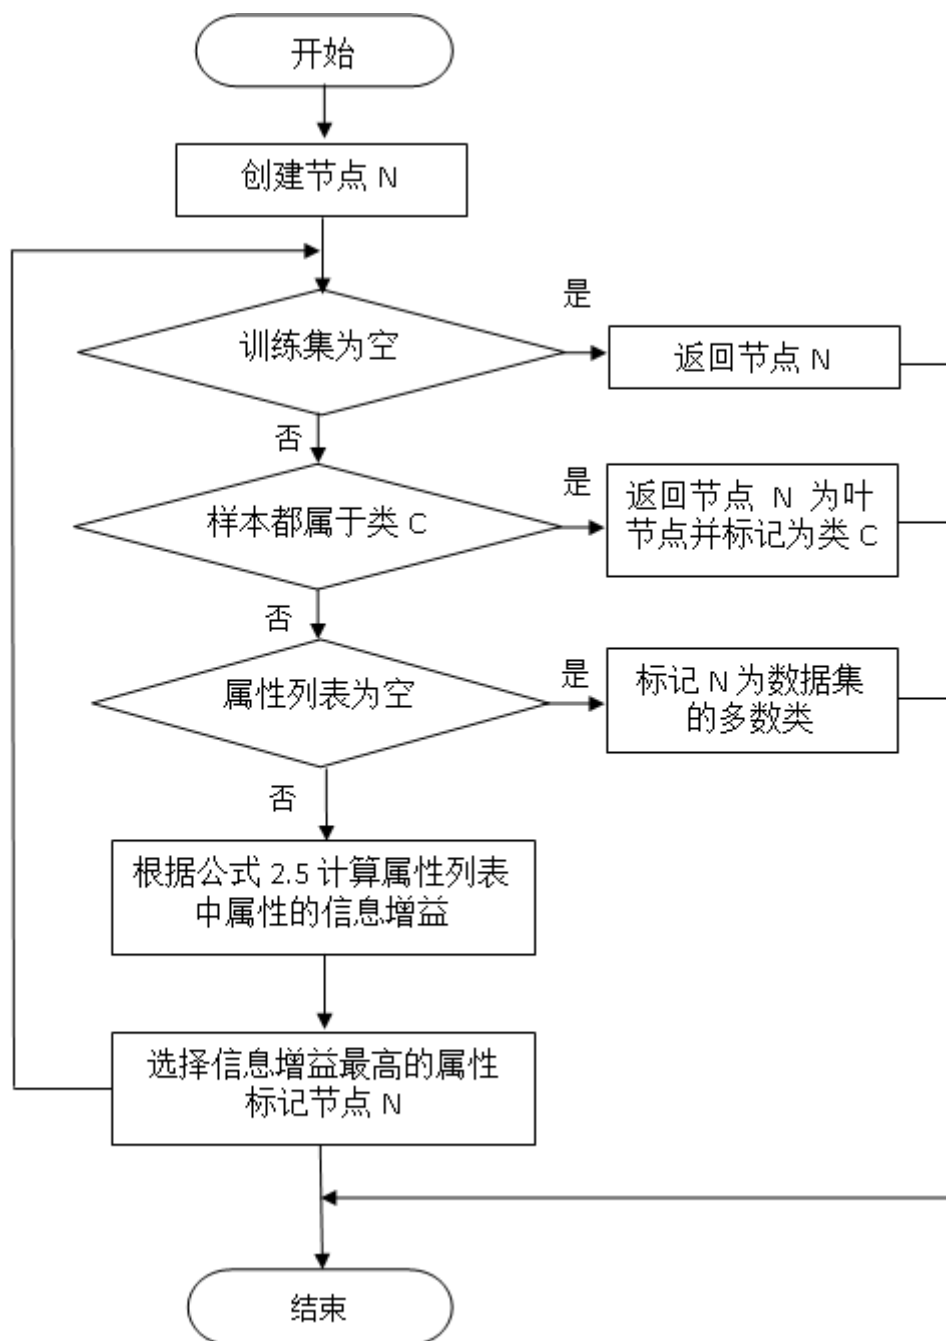 开始
创建节点 N
是
训练集为空
返回节点 N
否
是
样本都属于类 C
返回节点 N 为叶
节点并标记为类 C
否
是
属性列表为空
标记 N 为数据集
的多数类
否
根据公式 2.5 计算属性列表
中属性的信息增益
选择信息增益最高的属性
标记节点 N
结束